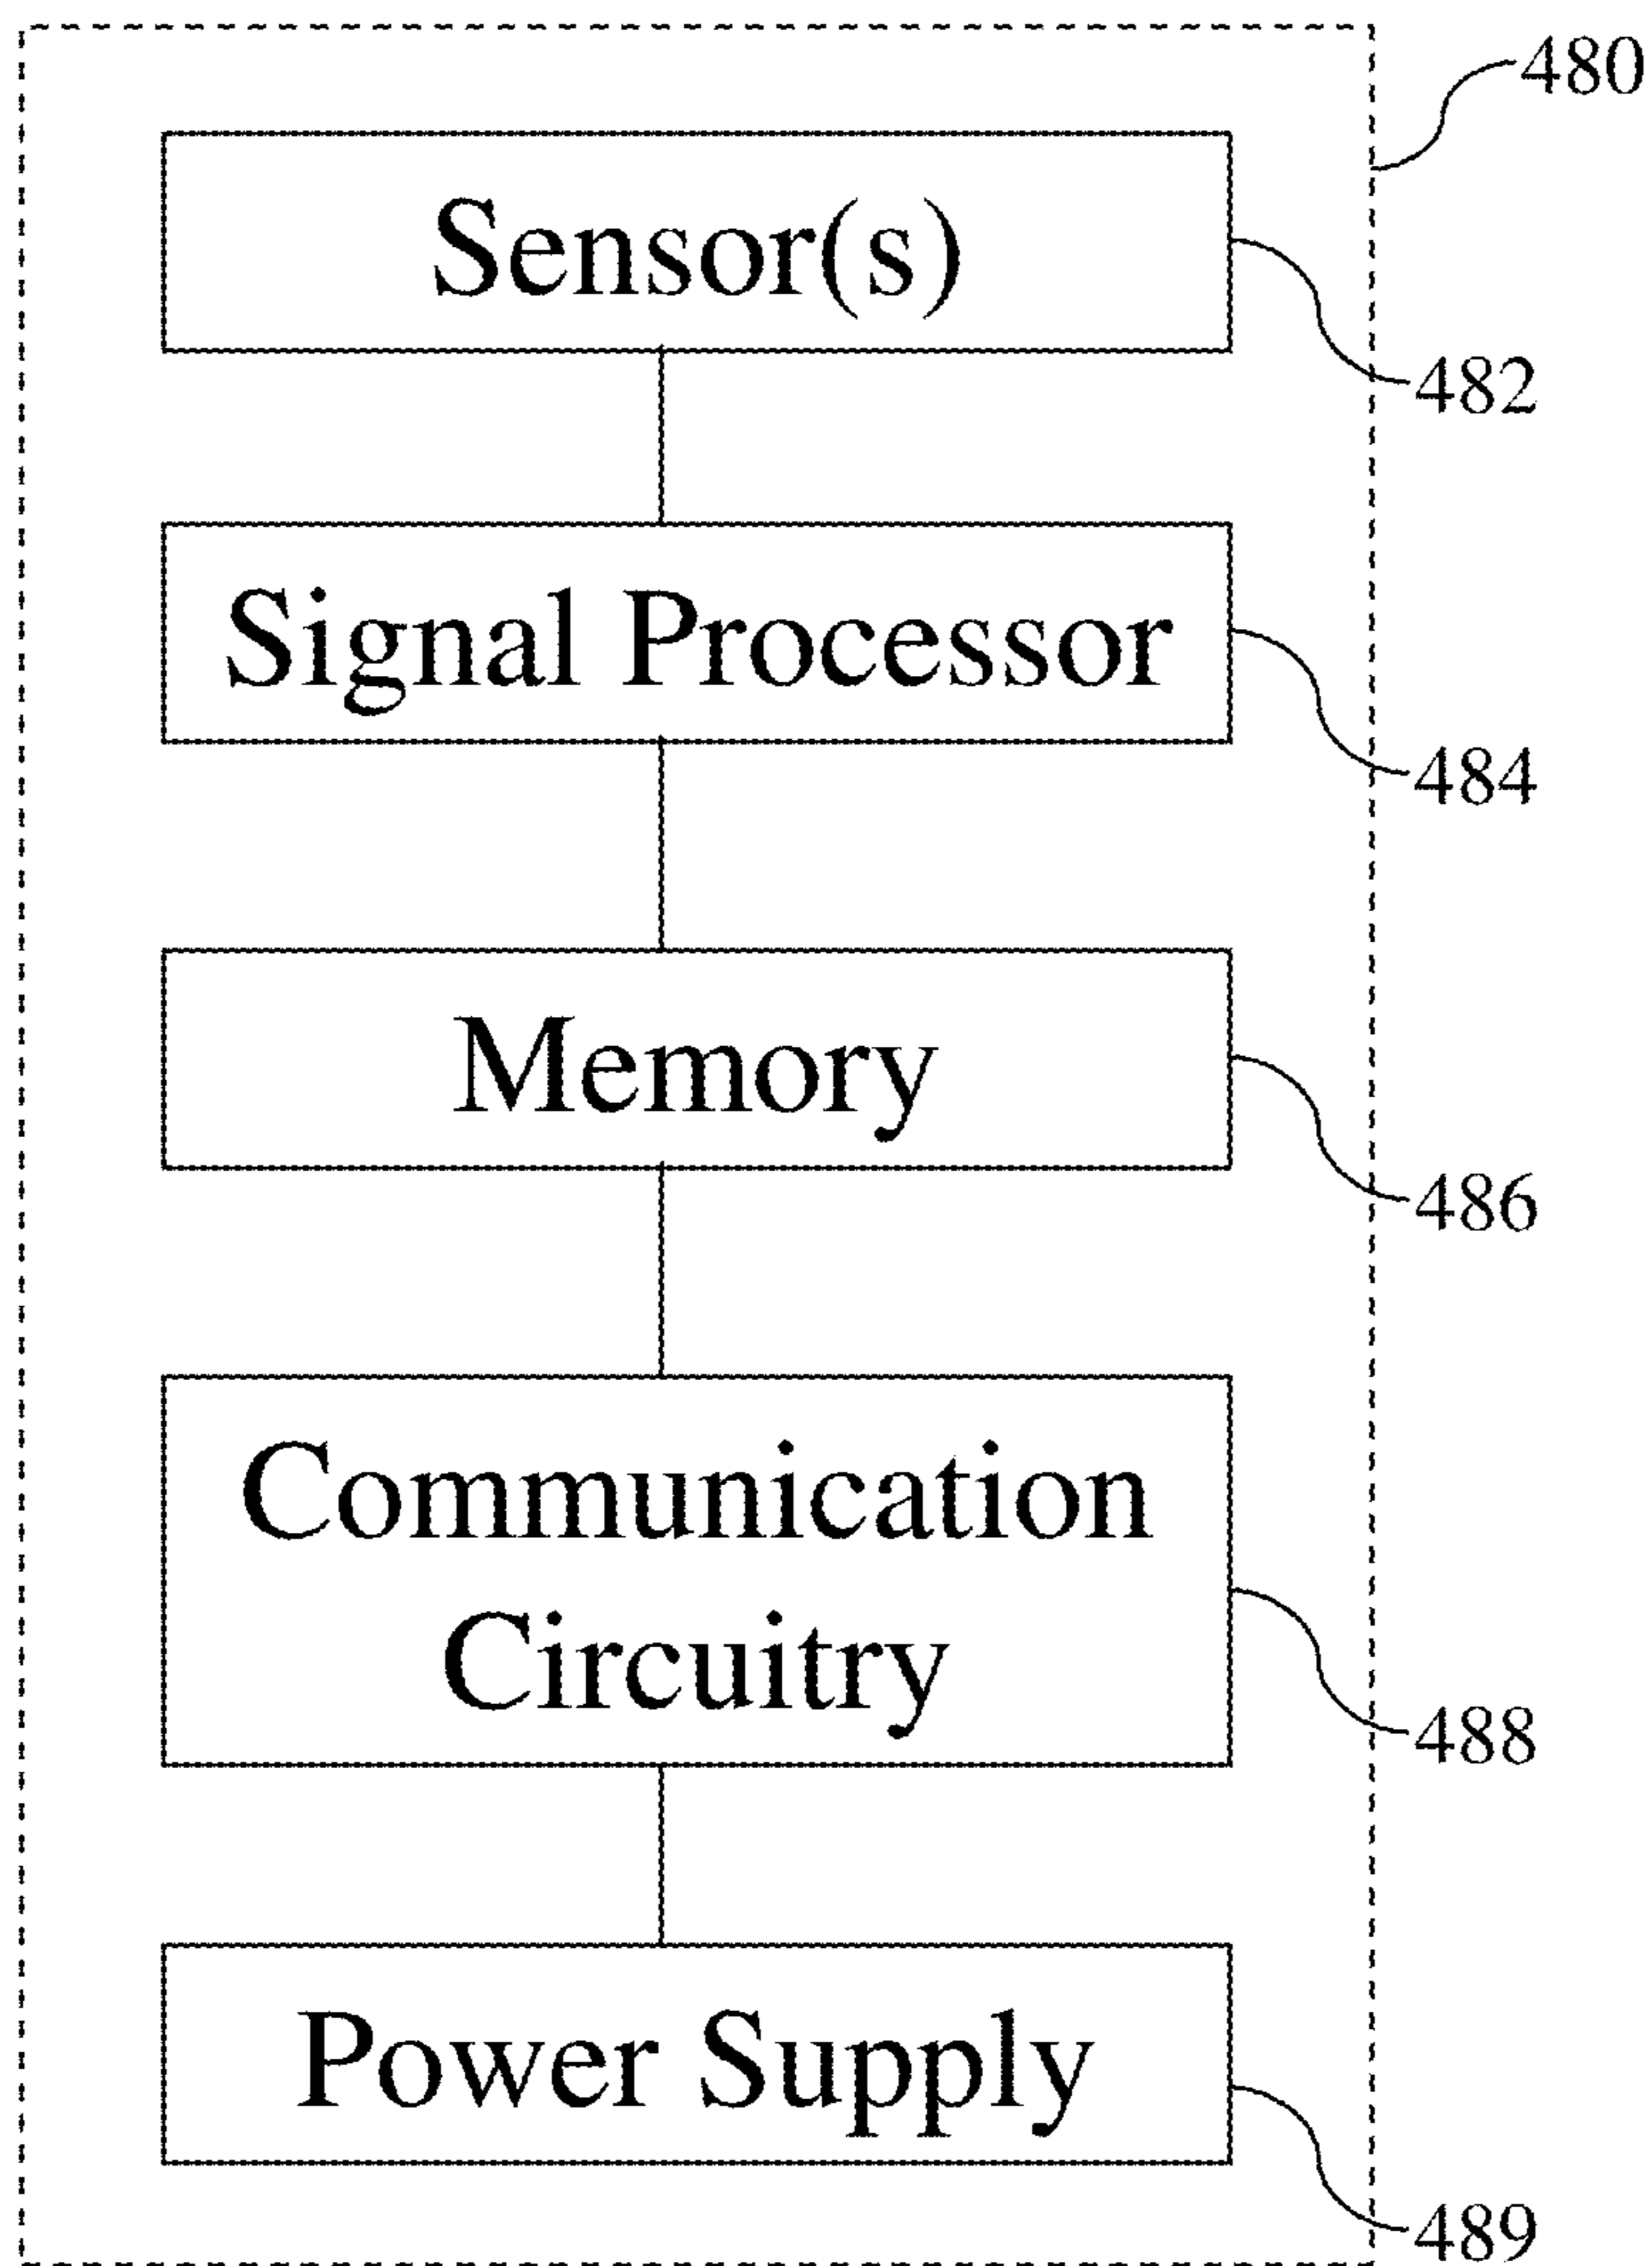 480
Sensor(s)
482
Signal Processor
484
Memory
486
Communication
Circuitry
488
Power Supply
489